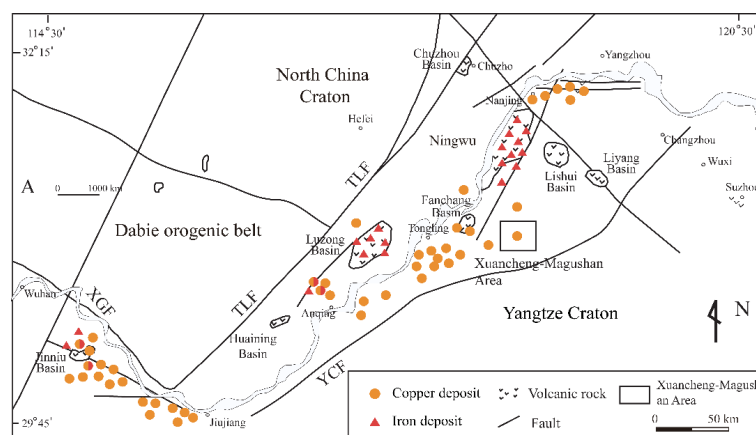 114°30'
120°30'
32°15'
Chuzhou
Basin
Chuzho
Yangzhou
North China
Craton
Hefei
Nanjing
Ningwu
Changzhou
Wuxi
Suzhou
Liyang
Basin
Lishui
Basin
A
0 1000 km
TLF
Fanchang
Basin
Tongling
Dabie orogenic belt
Luzong
Basin
Xuancheng-Magushan
Area
Wuhan
XGF
TLF
Anqing
Yangtze Craton
N
Huaining
Basin
YCF
Jinniu
Basin
Jiujiang
29°45'
Copper deposit
Volcanic rock
Xuancheng-Magush
an Area
Iron deposit
Fault
0 50 km